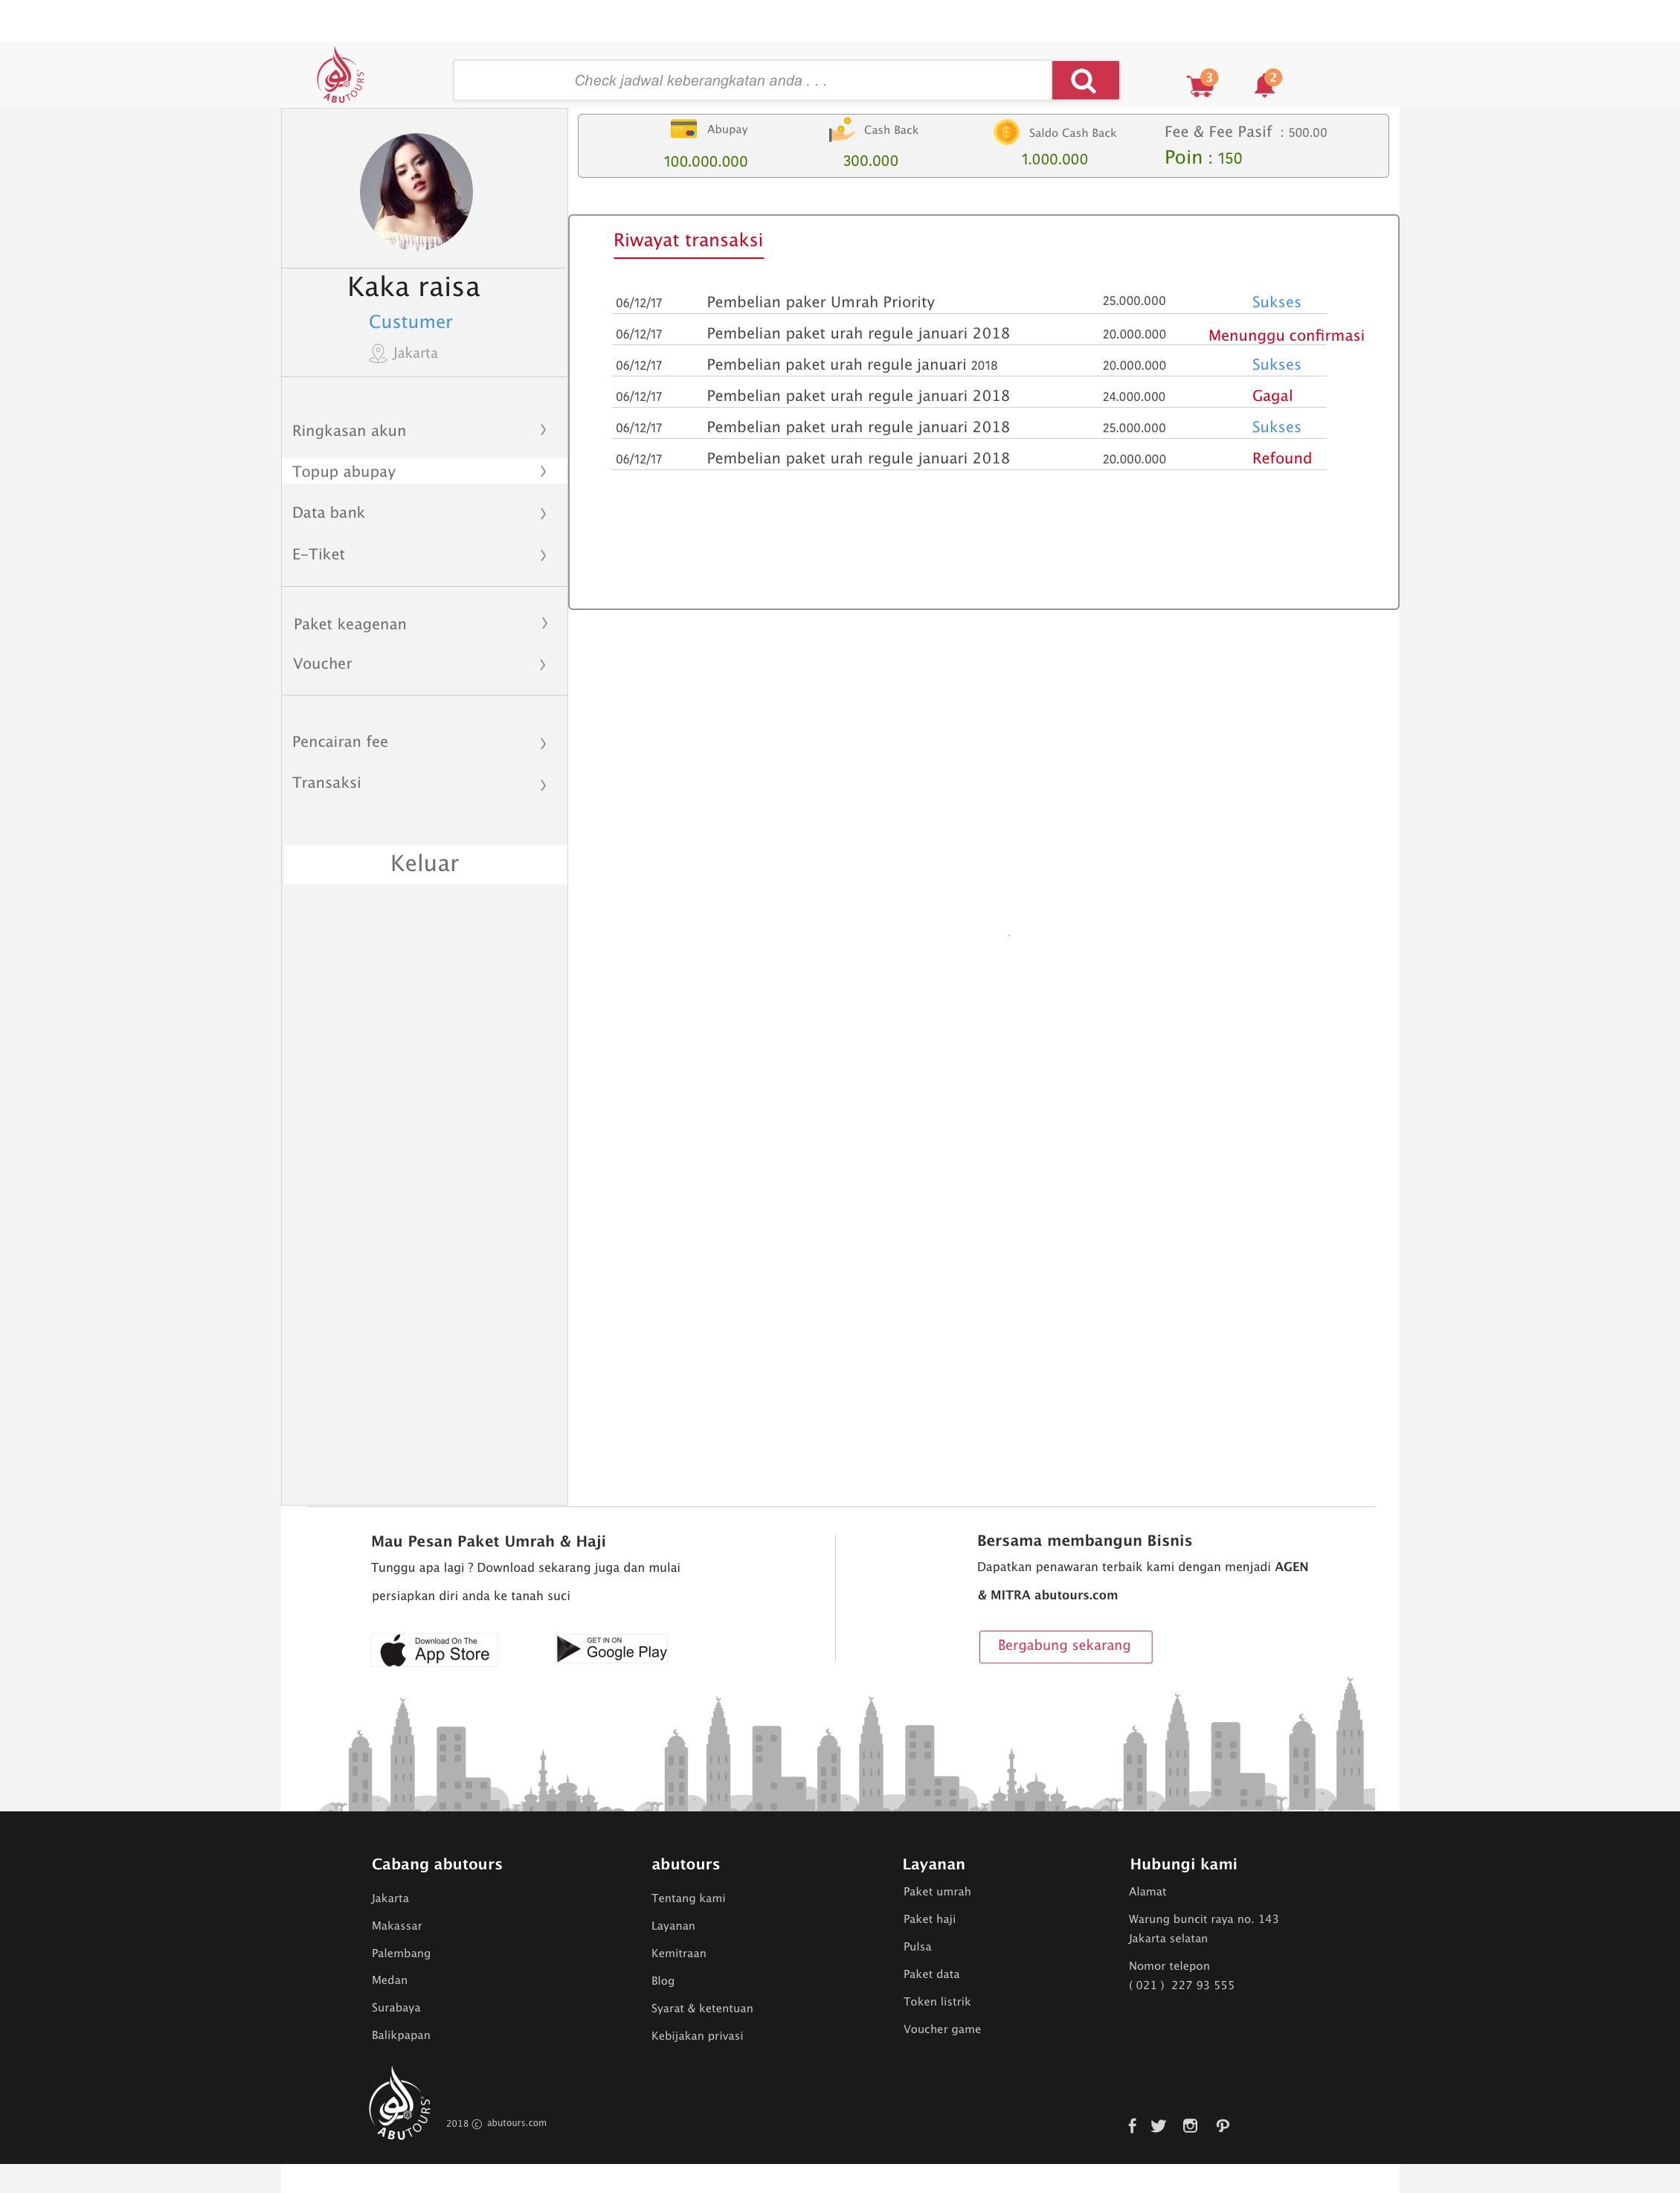 ABUTOURS
Check jadwal keberangkatan anda . . .
3
2
Abupay
100.000.000
Cash Back
300.000
Saldo Cash Back
1.000.000
Fee & Fee Pasif : 500.00
Poin : 150
Kaka raisa
Custumer
Jakarta
Ringkasan akun
Topup abupay
Data bank
E-Tiket
Paket keagenan
Voucher
Pencairan fee
Transaksi
Keluar
Riwayat transaksi
06/12/17 Pembelian paker Umrah Priority 25.000.000 Sukses
06/12/17 Pembelian paket urah regule januari 2018 20.000.000 Menunggu confirmasi
06/12/17 Pembelian paket urah regule januari 2018 20.000.000 Sukses
06/12/17 Pembelian paket urah regule januari 2018 24.000.000 Gagal
06/12/17 Pembelian paket urah regule januari 2018 25.000.000 Sukses
06/12/17 Pembelian paket urah regule januari 2018 20.000.000 Refound
Mau Pesan Paket Umrah & Haji
Tunggu apa lagi ? Download sekarang juga dan mulai
persiapkan diri anda ke tanah suci
Download On The
App Store
GET IN ON
Google Play
Bersama membangun Bisnis
Dapatkan penawaran terbaik kami dengan menjadi AGEN
& MITRA abutours.com
Bergabung sekarang
Cabang abutours
Jakarta
Makassar
Palembang
Medan
Surabaya
Balikpapan
abutours
Tentang kami
Layanan
Kemitraan
Blog
Syarat & ketentuan
Kebijakan privasi
Layanan
Paket umrah
Paket haji
Pulsa
Paket data
Token listrik
Voucher game
Hubungi kami
Alamat
Warung buncit raya no. 143
Jakarta selatan
Nomor telepon
( 021 ) 227 93 555
ABUTOURS
2018 © abutours.com